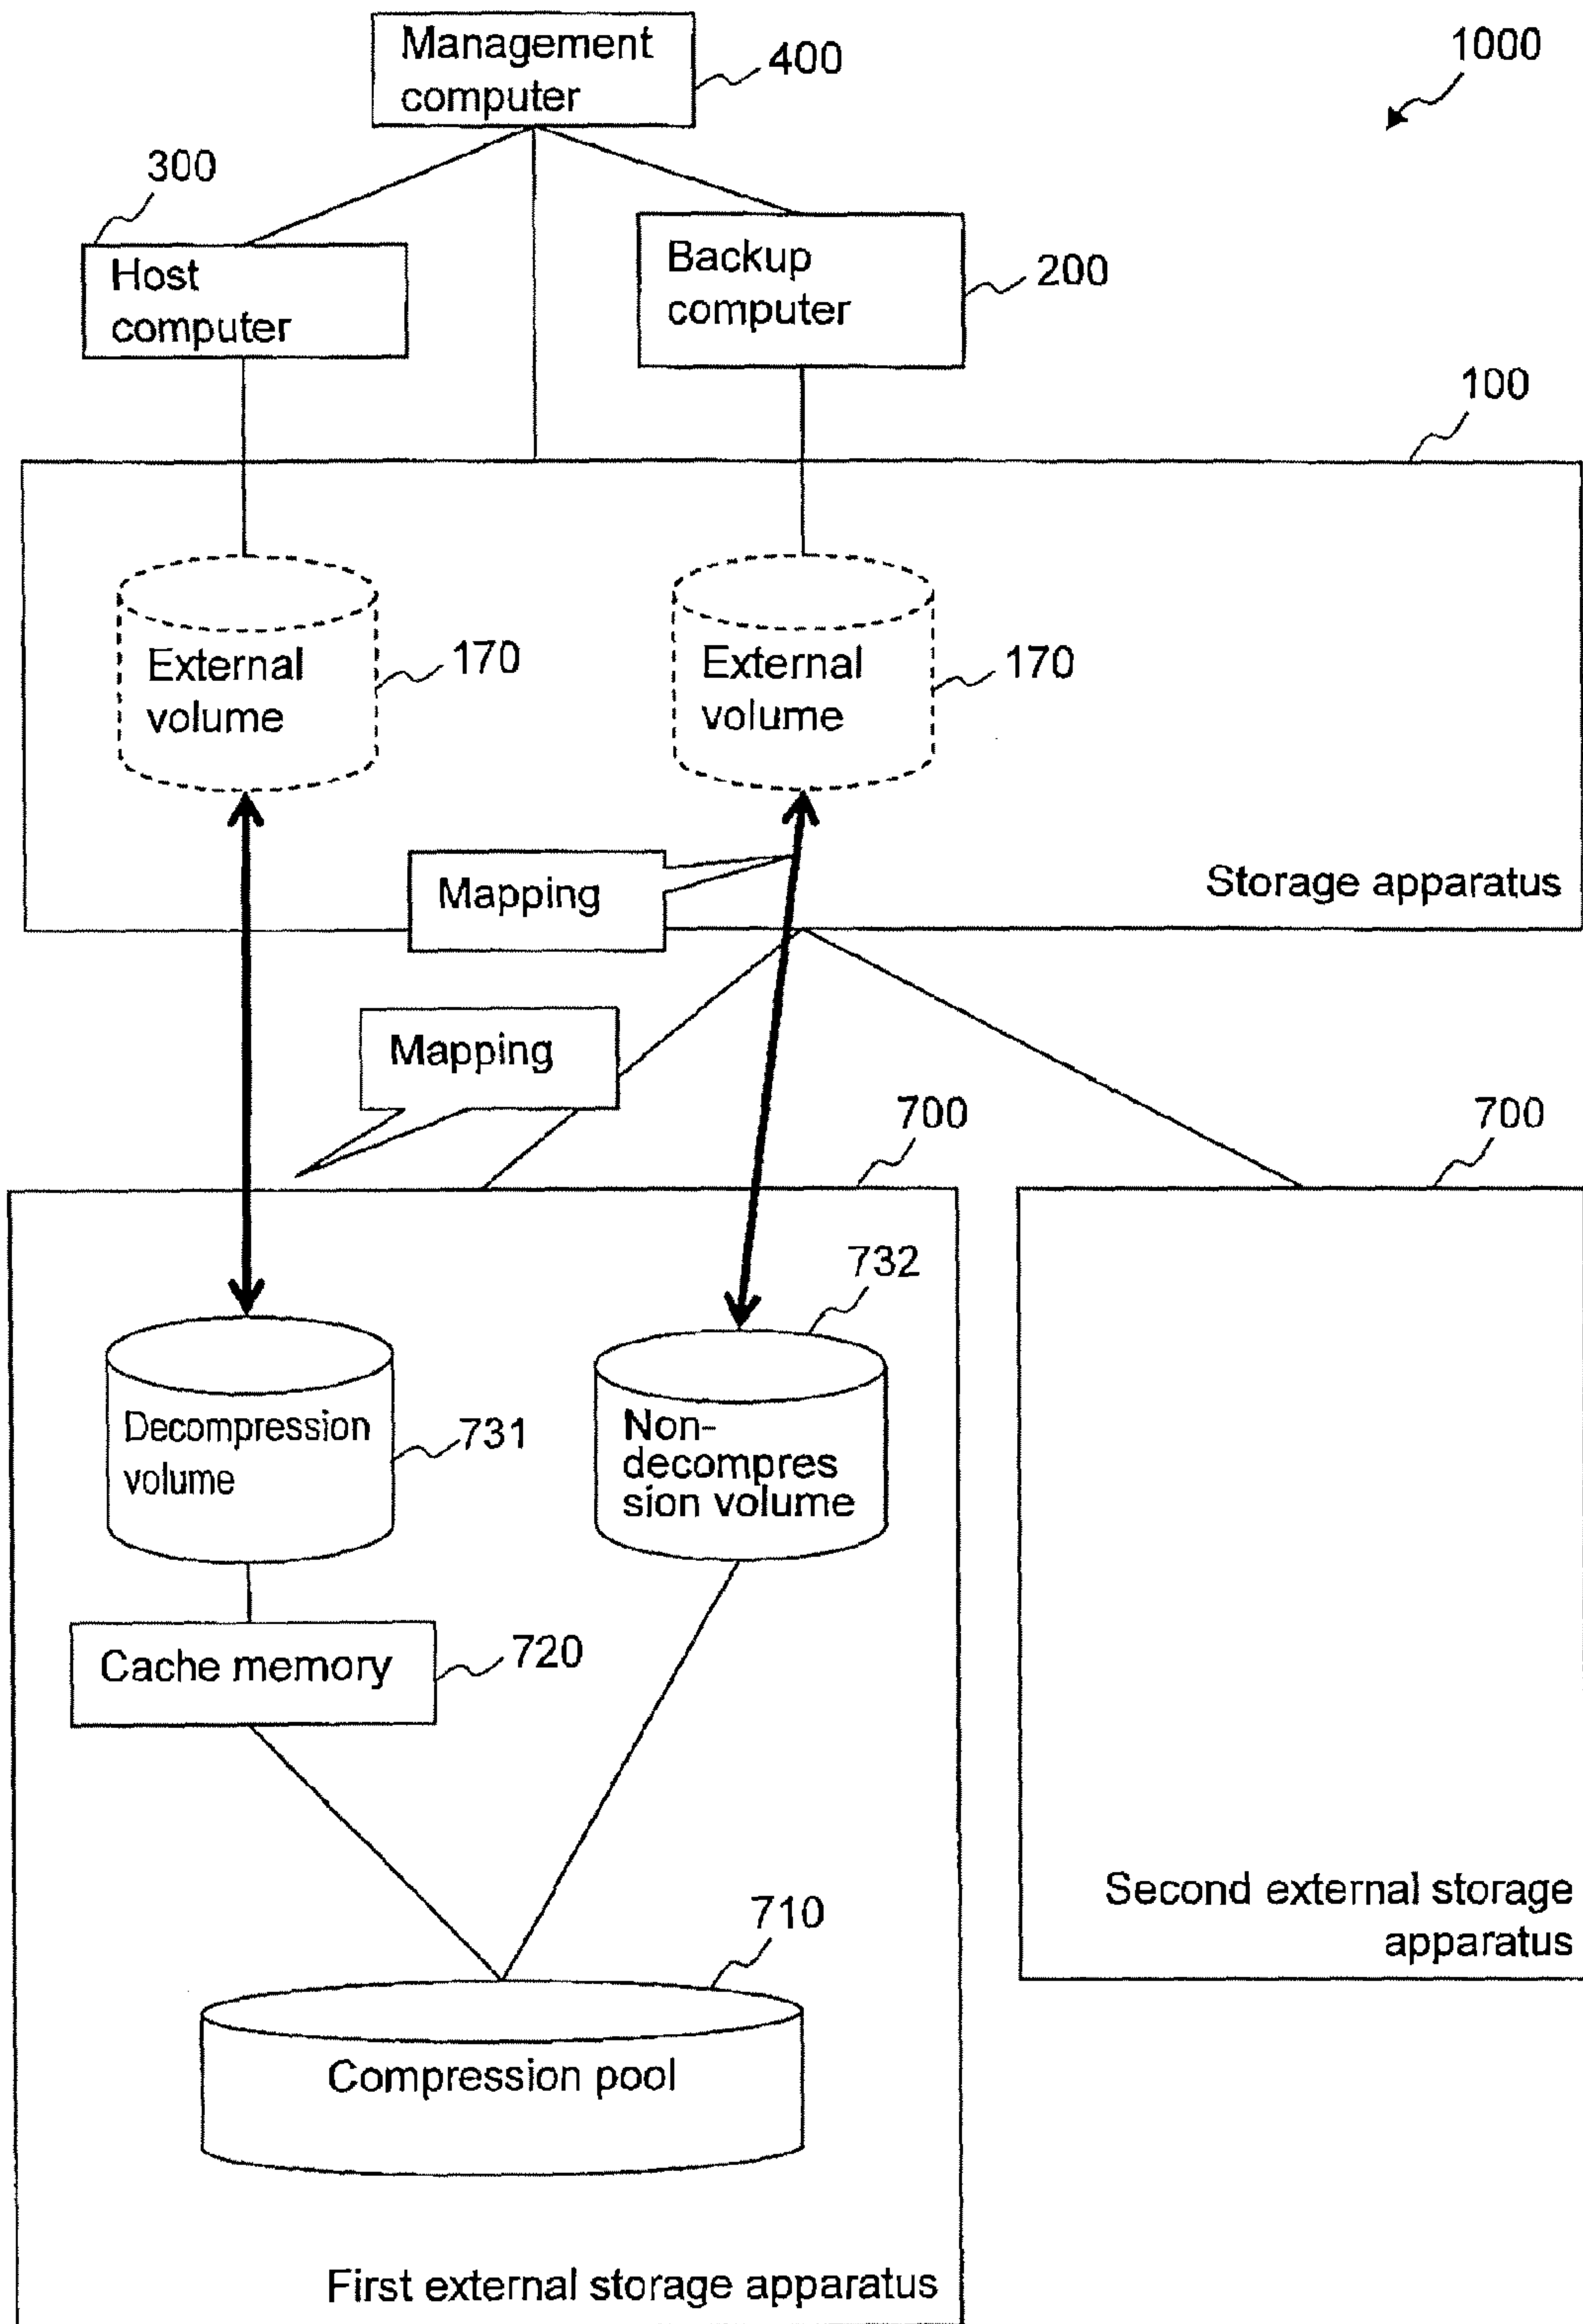 Management
computer
400
1000
300
Host
computer
Backup
computer
200
100
External
volume
170
External
volume
170
Mapping
Storage apparatus
Mapping
700
700
732
Decompression
volume
731
Non-
decompres
sion volume
Cache memory
720
Second external storage
apparatus
710
Compression pool
First external storage apparatus